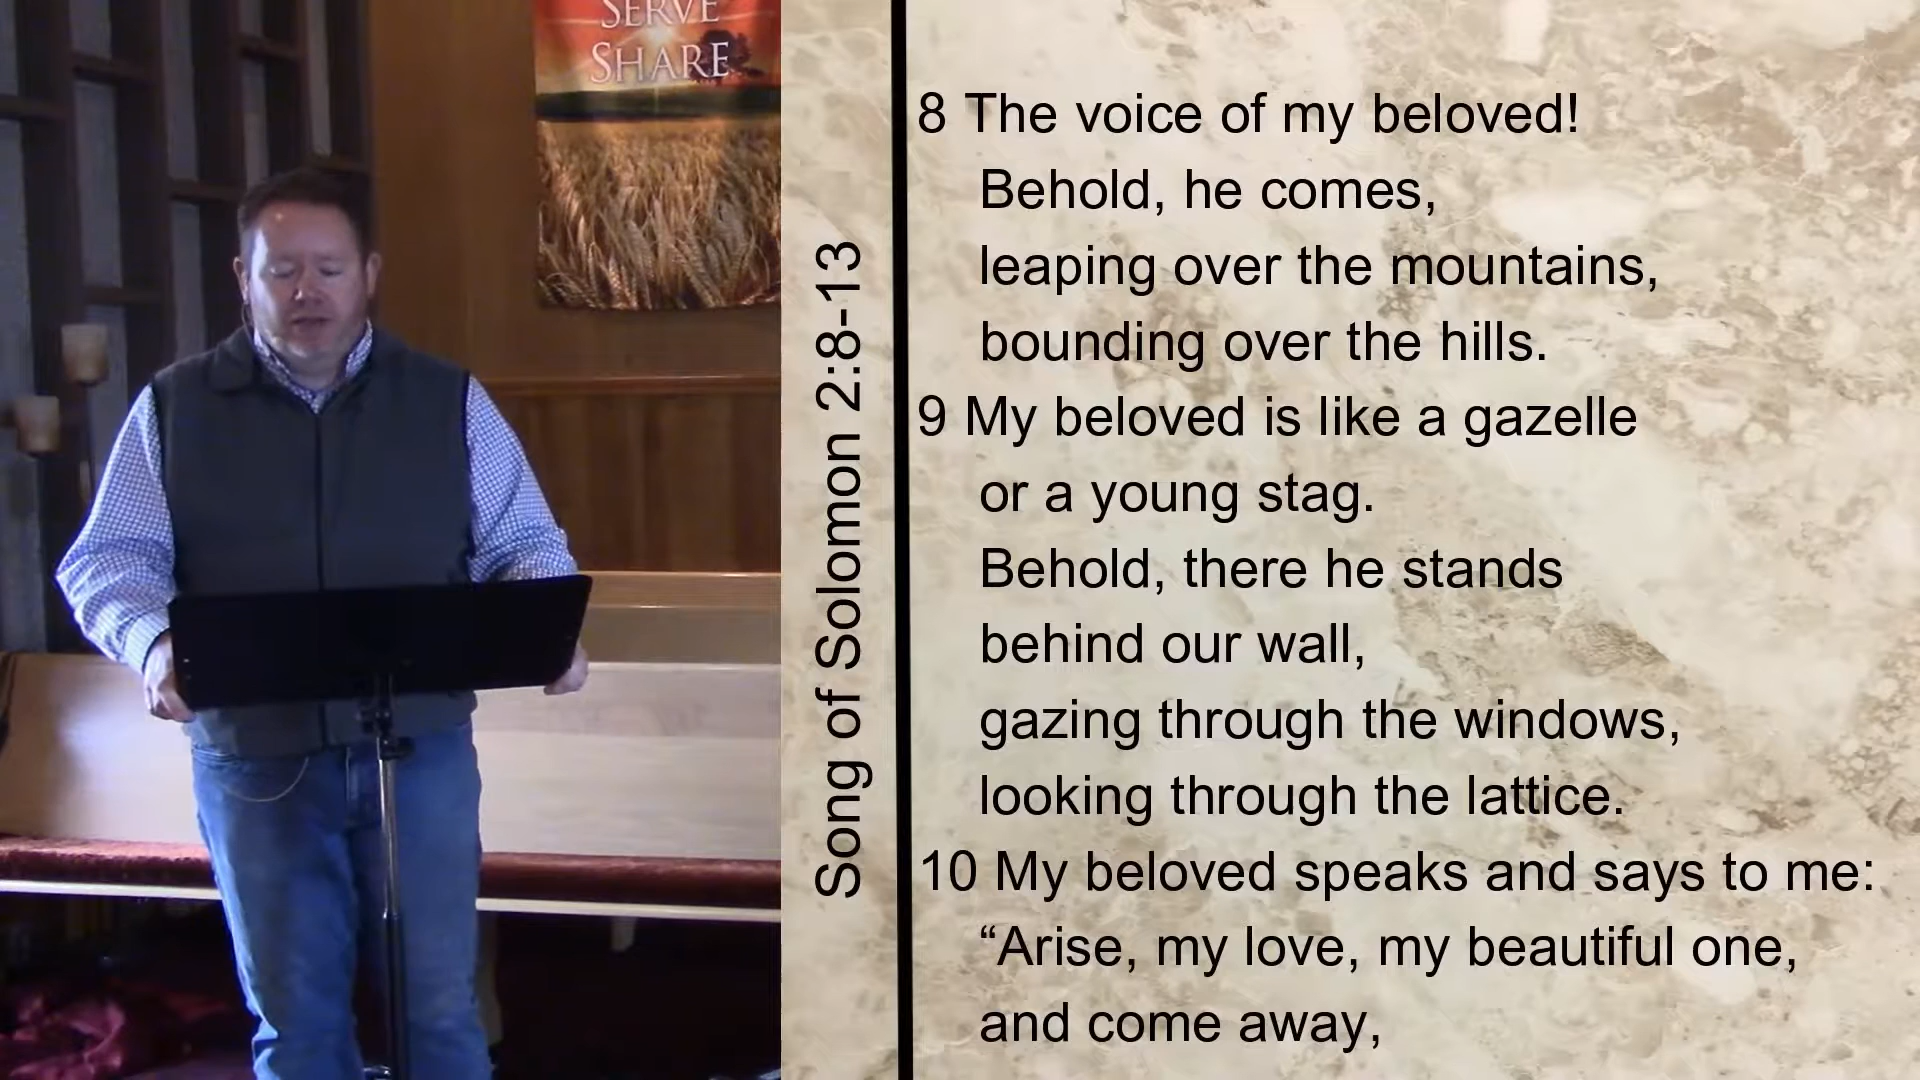 SERVE
SHARE
Song of Solomon 2:8-13
8 The voice of my beloved!
Behold, he comes,
leaping over the mountains,
bounding over the hills.
9 My beloved is like a gazelle
or a young stag.
Behold, there he stands
behind our wall,
gazing through the windows,
looking through the lattice.
10 My beloved speaks and says to me:
“Arise, my love, my beautiful one,
and come away,